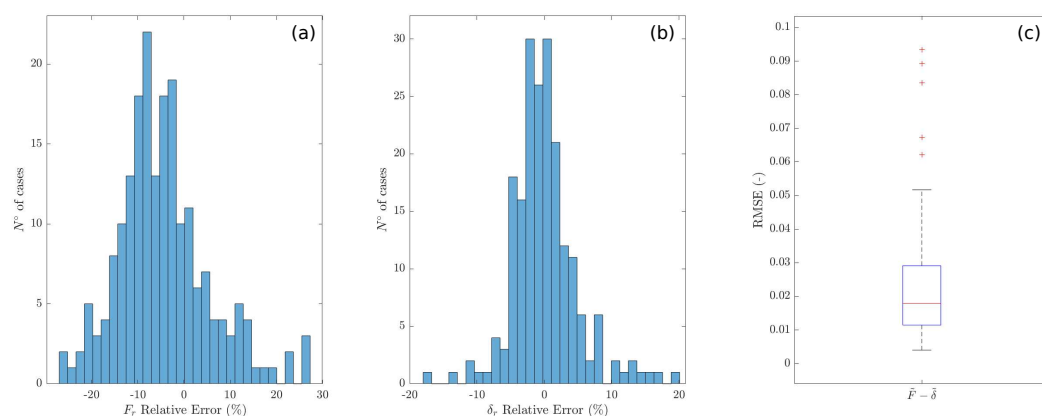 (a)
20
15
10
5
0
N° of cases
-20 -10 0 10 20 30
F_r Relative Error (%)
(b)
30
25
20
15
10
5
0
N° of cases
-20 -10 0 10 20
δ_r Relative Error (%)
(c)
0.1
0.09
0.08
0.07
0.06
0.05
0.04
0.03
0.02
0.01
0
RMSE (-)
F̃ − δ̃